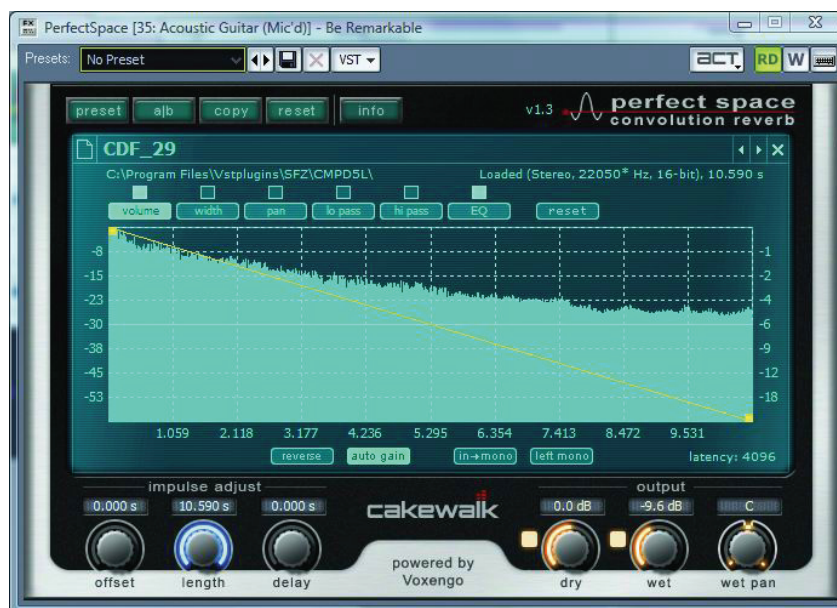 PerfectSpace [35: Acoustic Guitar (Mic'd)] - Be Remarkable
Presets: No Preset VST ACT RD W
preset a|b copy reset info v1.3 perfect space
convolution reverb
CDF_29
C:\Program Files\Vstplugins\SFZ\CMPD5L\ Loaded (Stereo, 22050* Hz, 16-bit), 10.590 s
volume width pan lo pass hi pass EQ reset
-8 -1
-15 -2
-23 -4
-30 -6
-38 -9
-45 -12
-53 -18
1.059 2.118 3.177 4.236 5.295 6.354 7.413 8.472 9.531
reverse auto gain in→mono left mono latency: 4096
impulse adjust output
0.000 s 10.590 s 0.000 s cakewalk 0.0 dB -9.6 dB C
powered by
Voxengo
offset length delay dry wet wet pan